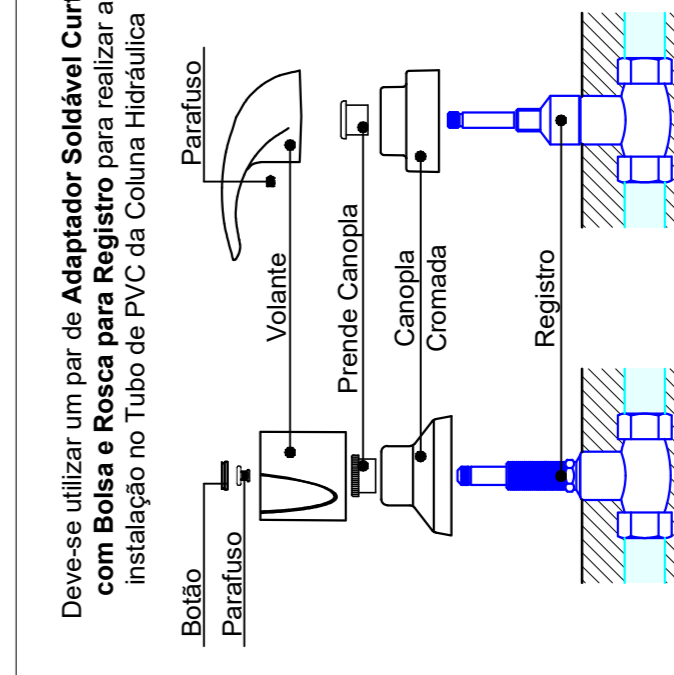 Deve-se utilizar um par de Adaptador Soldável
com Bolsa e Rosca para Registro para realizar a
instalação no Tubo de PVC da Coluna Hidráulica
Botão
Parafuso
Volante
Parafuso
Prende Canopla
Canopla
Cromada
Registro